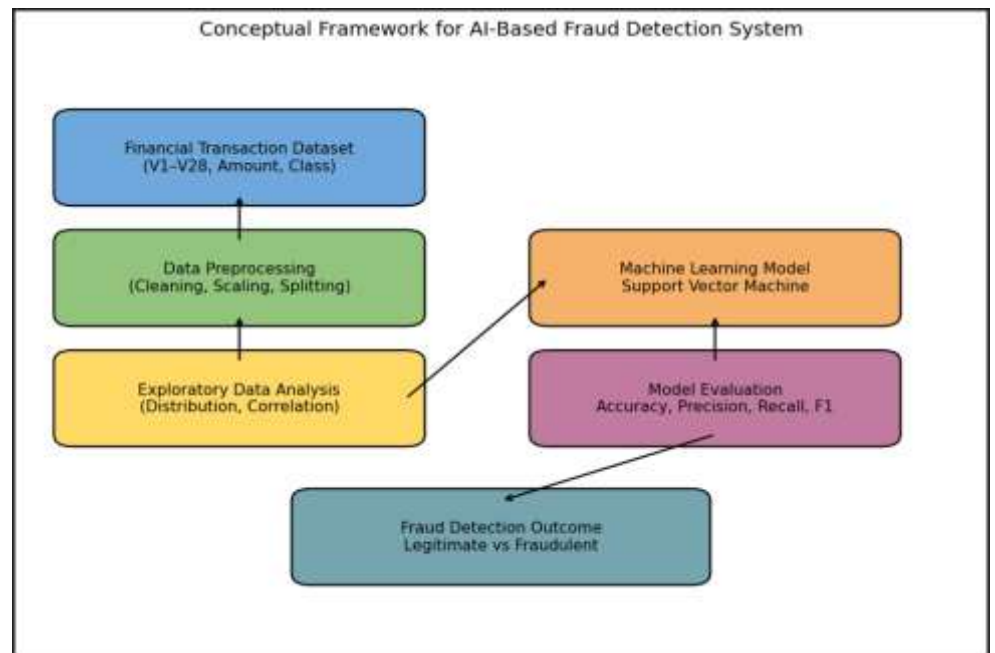 Conceptual Framework for AI-Based Fraud Detection System
Financial Transaction Dataset
(V1–V28, Amount, Class)
Data Preprocessing
(Cleaning, Scaling, Splitting)
Exploratory Data Analysis
(Distribution, Correlation)
Machine Learning Model
Support Vector Machine
Model Evaluation
Accuracy, Precision, Recall, F1
Fraud Detection Outcome
Legitimate vs Fraudulent